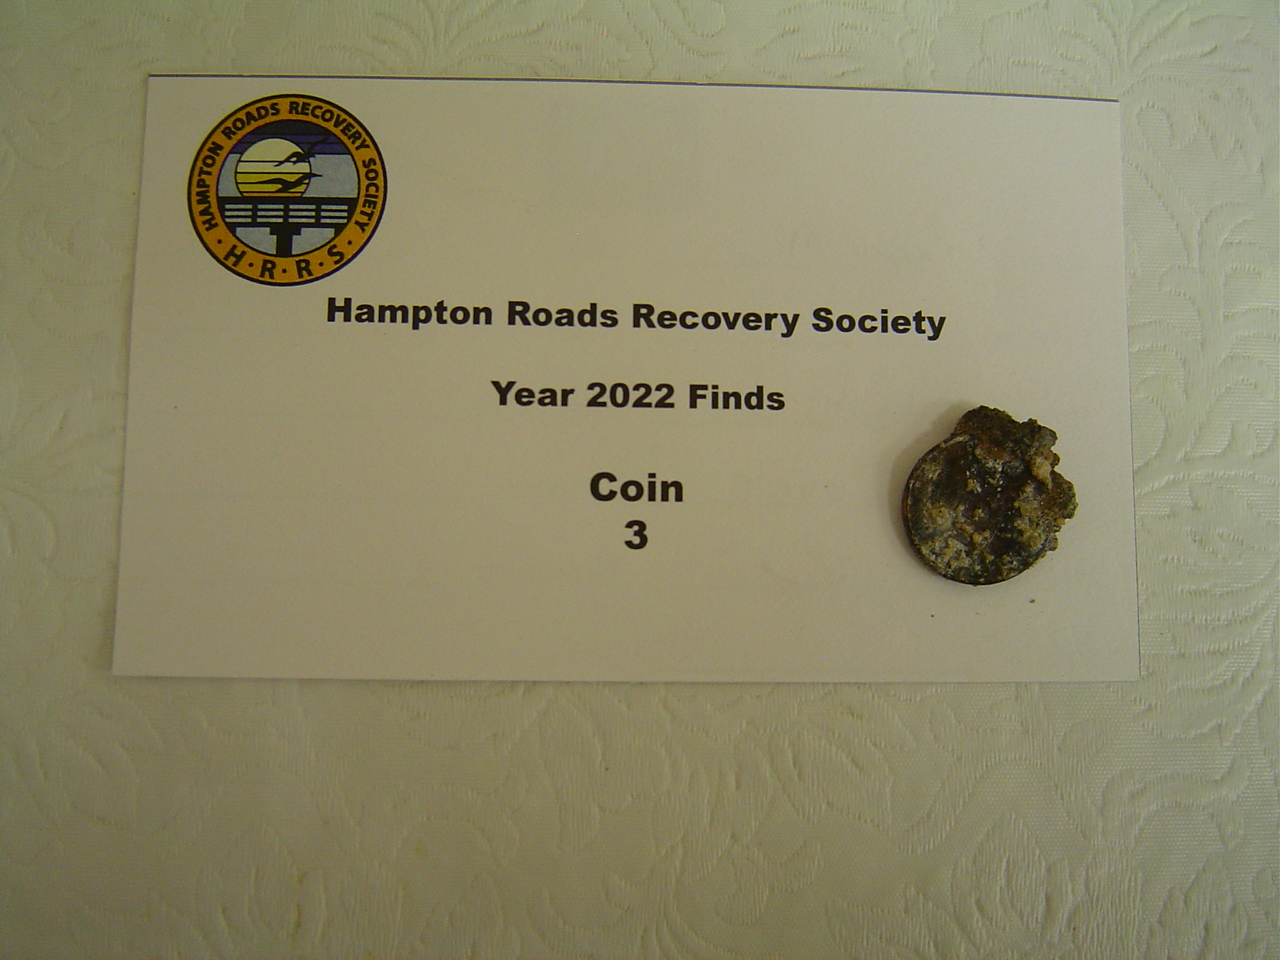 HAMPTON ROADS RECOVERY SOCIETY
· H · R · R · S ·
Hampton Roads Recovery Society
Year 2022 Finds
Coin
3